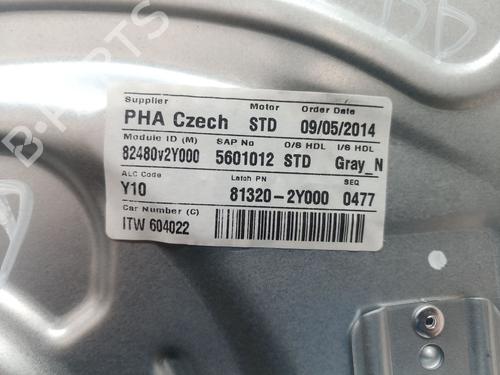 Supplier Motor Order Date
PHA Czech STD 09/05/2014
Module ID (M) SAP No O/S HDL I/S HDL
82480v2Y000 5601012 STD Gray_N
ALC Code Latch PN SEQ
Y10 81320-2Y000 0477
Car Number (C)
ITW 604022